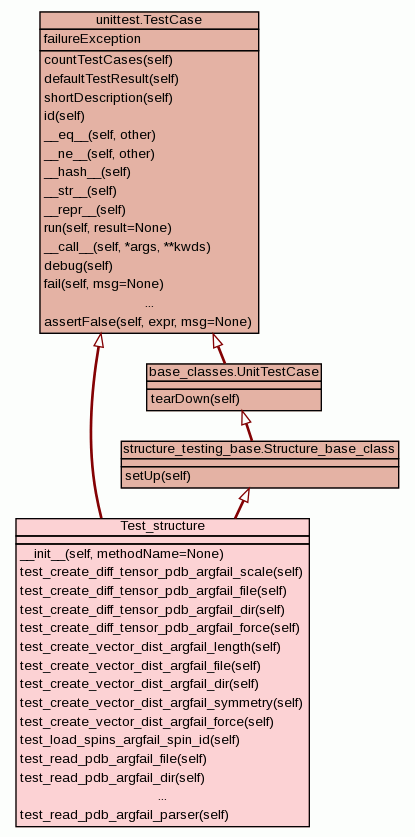 unittest.TestCase
failureException
countTestCases(self)
defaultTestResult(self)
shortDescription(self)
id(self)
__eq__(self, other)
__ne__(self, other)
__hash__(self)
__str__(self)
__repr__(self)
run(self, result=None)
__call__(self, *args, **kwds)
debug(self)
fail(self, msg=None)
...
assertFalse(self, expr, msg=None)
base_classes.UnitTestCase
tearDown(self)
structure_testing_base.Structure_base_class
setUp(self)
Test_structure
__init__(self, methodName=None)
test_create_diff_tensor_pdb_argfail_scale(self)
test_create_diff_tensor_pdb_argfail_file(self)
test_create_diff_tensor_pdb_argfail_dir(self)
test_create_diff_tensor_pdb_argfail_force(self)
test_create_vector_dist_argfail_length(self)
test_create_vector_dist_argfail_file(self)
test_create_vector_dist_argfail_dir(self)
test_create_vector_dist_argfail_symmetry(self)
test_create_vector_dist_argfail_force(self)
test_load_spins_argfail_spin_id(self)
test_read_pdb_argfail_file(self)
test_read_pdb_argfail_dir(self)
...
test_read_pdb_argfail_parser(self)